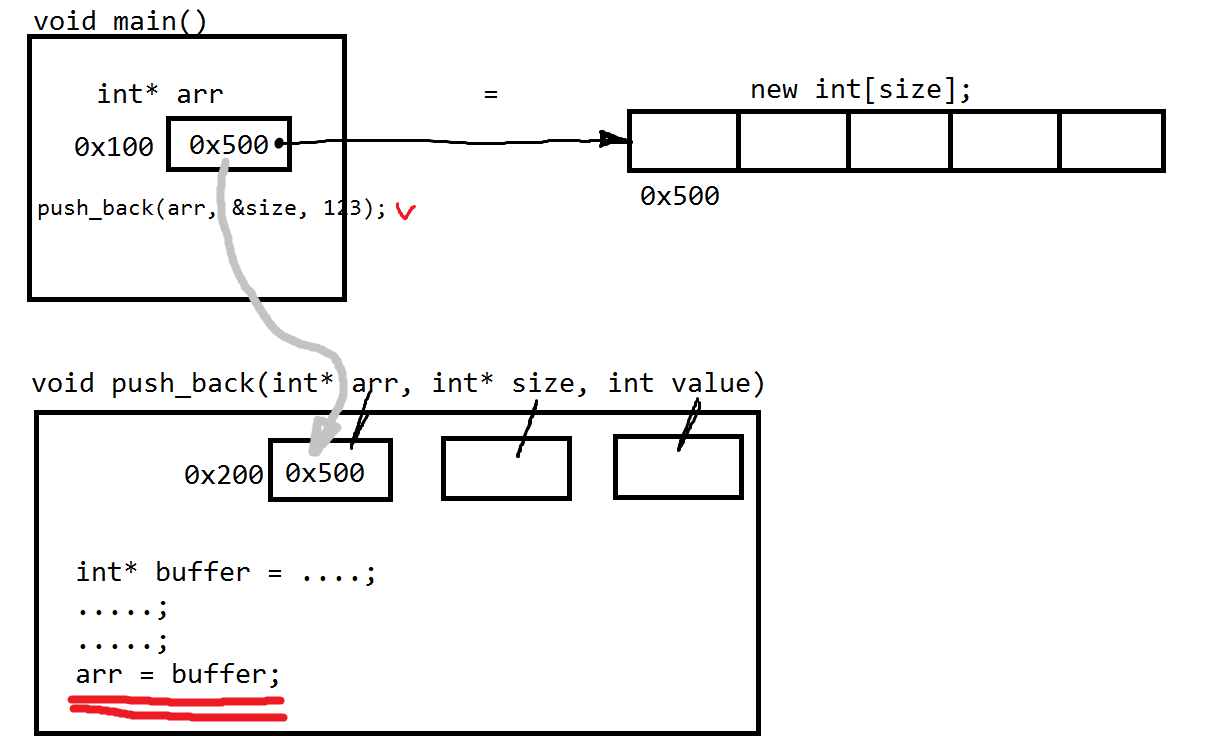 void main()
int* arr = new int[size];
0x100 0x500
0x500
push_back(arr, &size, 123);
void push_back(int* arr, int* size, int value)
0x200 0x500
int* buffer = ....;
.....;
.....;
arr = buffer;